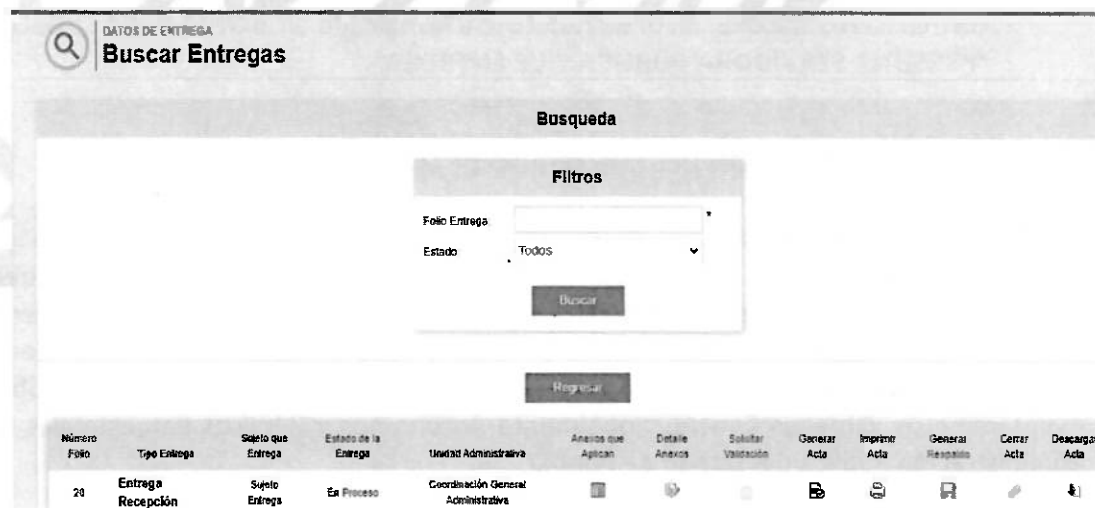 DATOS DE ENTREGA
Buscar Entregas
Busqueda
Filtros
Folio Entrega: *
Estado Todos
Buscar
Regresar
Número Folio Tipo Entrega Sujeto que Entrega Estado de la Entrega Unidad Administrativa Anexos que Aplican Detalle Anexos Solicitar Validación Generar Acta Imprimir Acta General Respaldo Cerrar Acta Descargas Acta
20 Entrega Recepción Sujeto Entrega En Proceso Coordinación General Administrativa